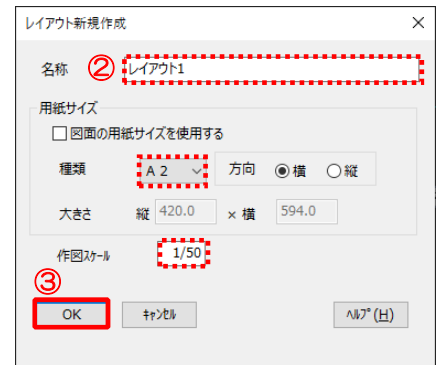 レイアウト新規作成
名称 ② レイアウト1
用紙サイズ
図面の用紙サイズを使用する
種類 A 2 方向 横 縦
大きさ 縦 420.0 × 横 594.0
作図ｽｹｰﾙ 1/50
③
OK ｷｬﾝｾﾙ ﾍﾙﾌﾟ(H)